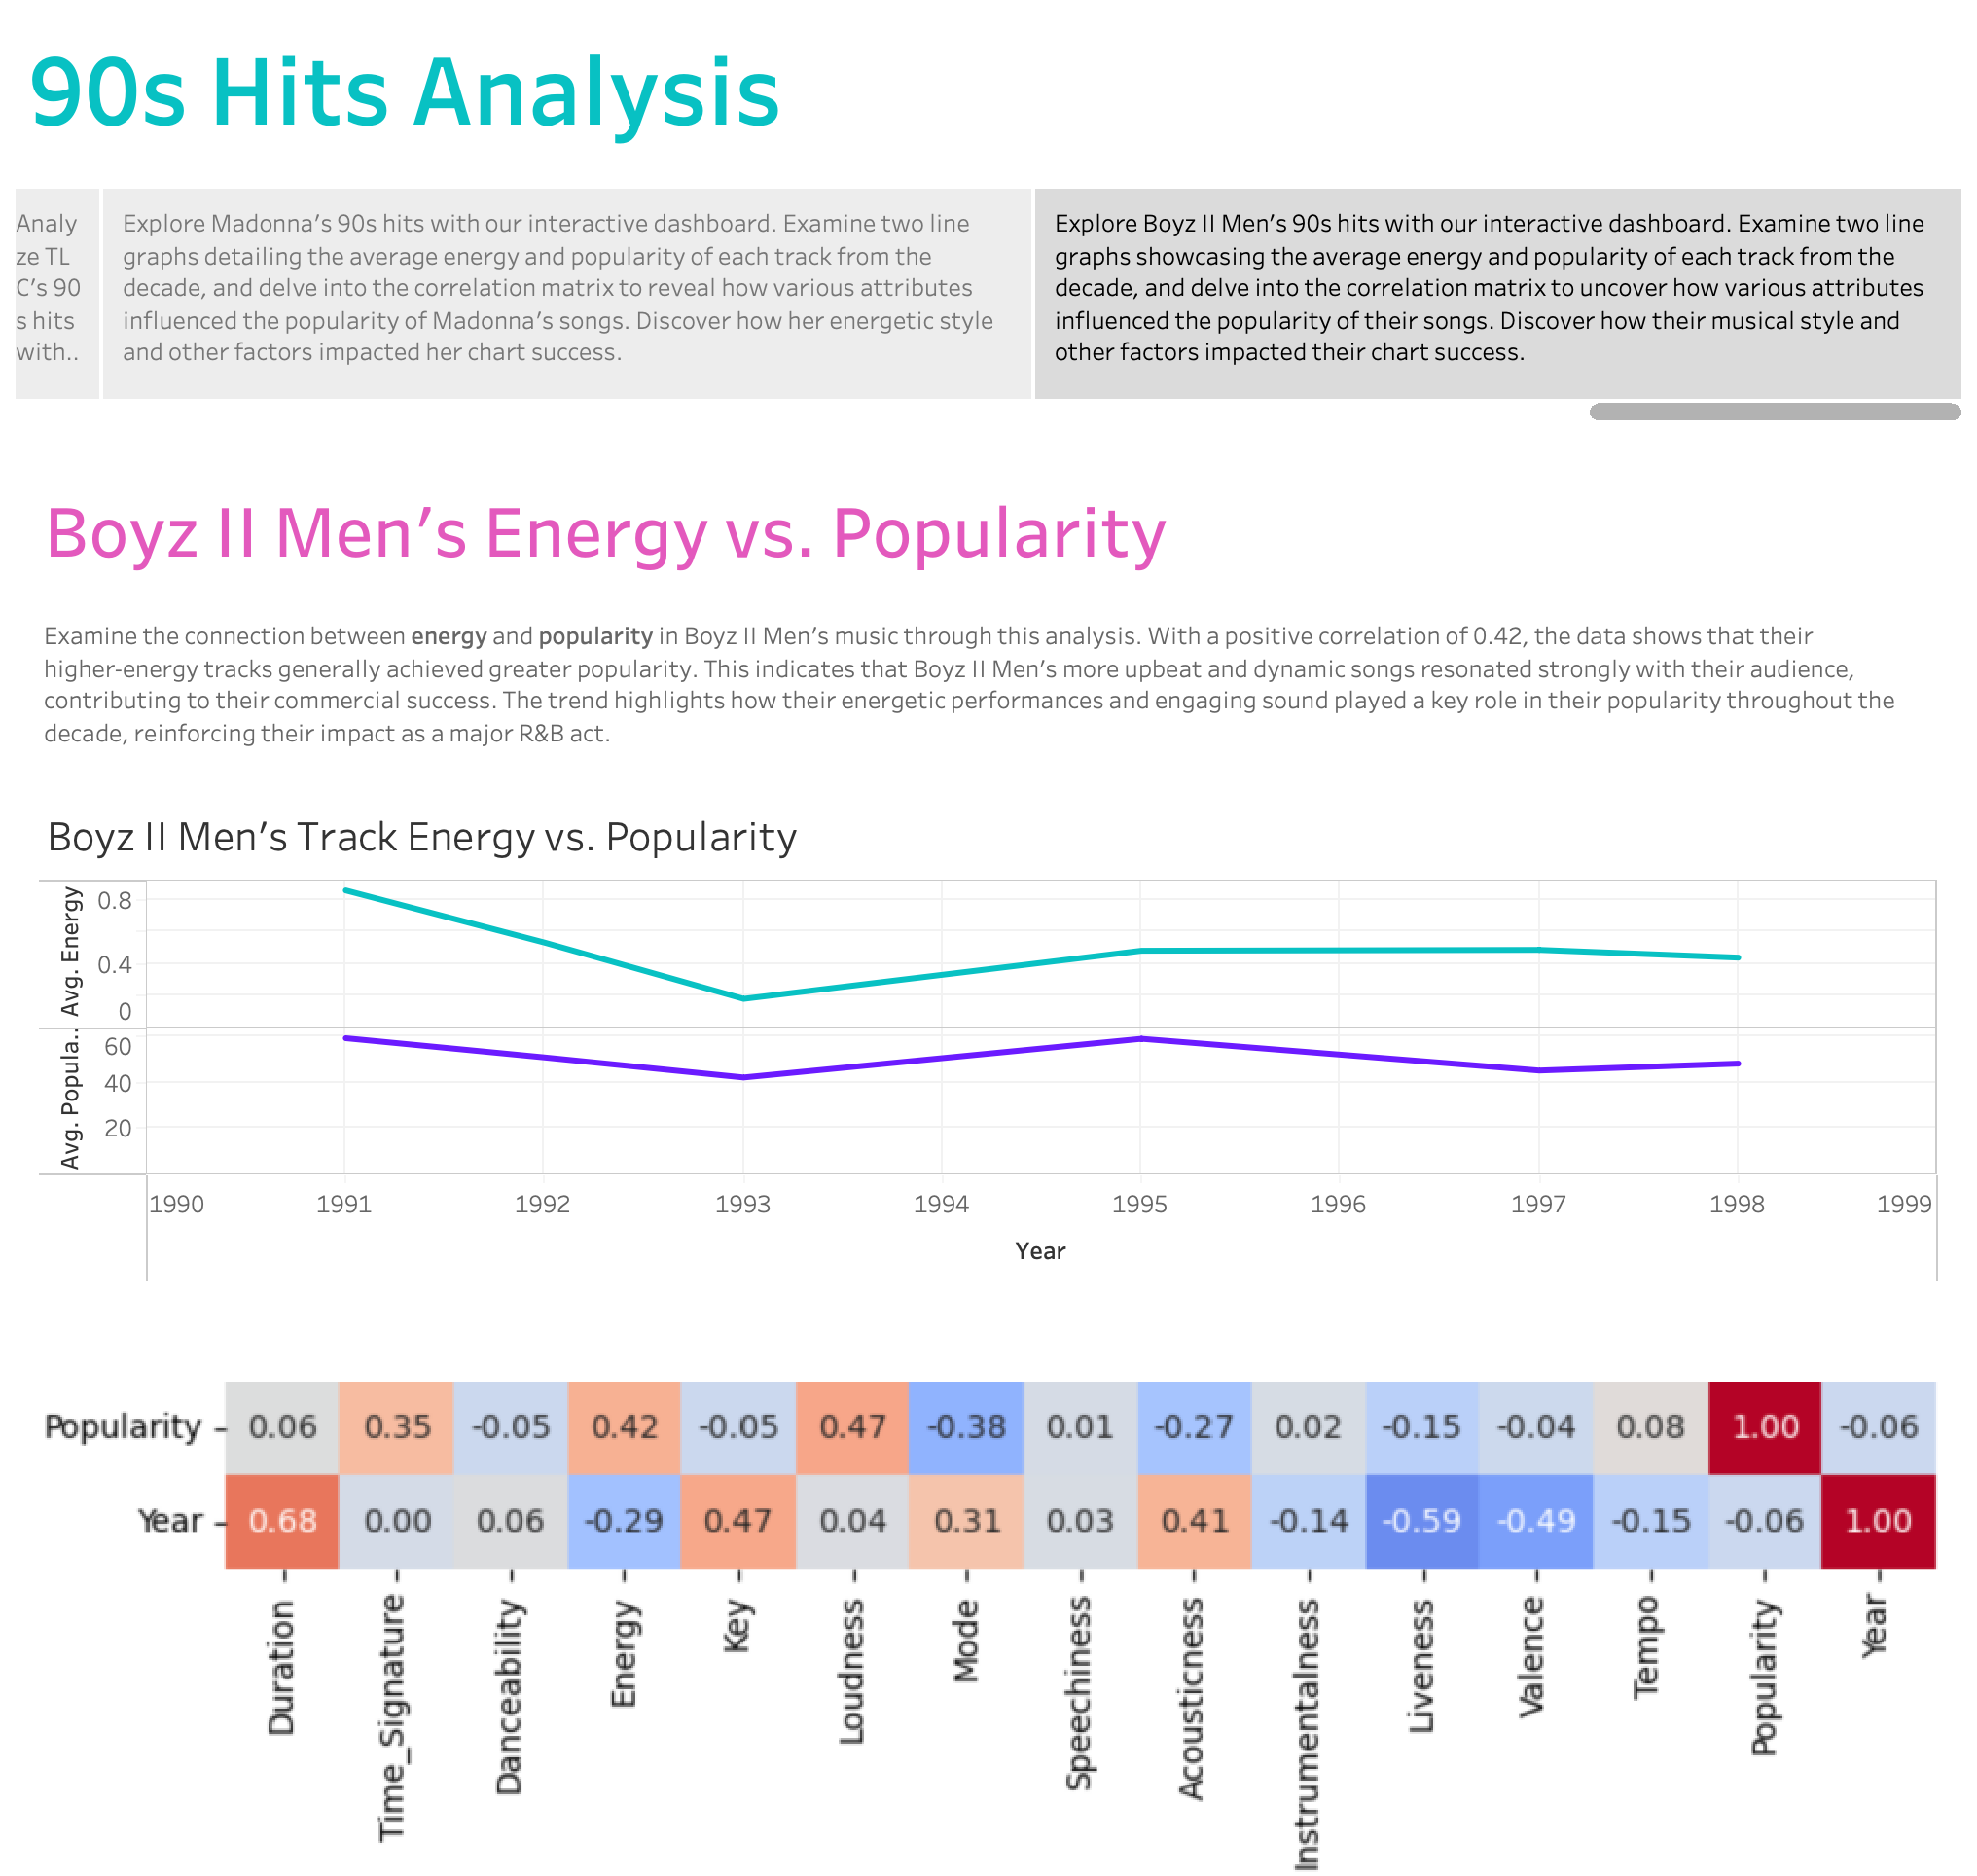 90s Hits Analysis
Analy
ze TL
C's 90
s hits
with..
Explore Madonna's 90s hits with our interactive dashboard. Examine two line
graphs detailing the average energy and popularity of each track from the
decade, and delve into the correlation matrix to reveal how various attributes
influenced the popularity of Madonna's songs. Discover how her energetic style
and other factors impacted her chart success.
Explore Boyz II Men's 90s hits with our interactive dashboard. Examine two line
graphs showcasing the average energy and popularity of each track from the
decade, and delve into the correlation matrix to uncover how various attributes
influenced the popularity of their songs. Discover how their musical style and
other factors impacted their chart success.
Boyz II Men's Energy vs. Popularity
Examine the connection between energy and popularity in Boyz II Men's music through this analysis. With a positive correlation of 0.42, the data shows that their
higher-energy tracks generally achieved greater popularity. This indicates that Boyz II Men's more upbeat and dynamic songs resonated strongly with their audience,
contributing to their commercial success. The trend highlights how their energetic performances and engaging sound played a key role in their popularity throughout the
decade, reinforcing their impact as a major R&B act.
Boyz II Men's Track Energy vs. Popularity
Avg. Energy
0.8
0.4
0
Avg. Popula..
60
40
20
1990 1991 1992 1993 1994 1995 1996 1997 1998 1999
Year
Popularity 0.06 0.35 -0.05 0.42 -0.05 0.47 -0.38 0.01 -0.27 0.02 -0.15 -0.04 0.08 1.00 -0.06
Year 0.68 0.00 0.06 -0.29 0.47 0.04 0.31 0.03 0.41 -0.14 -0.59 -0.49 -0.15 -0.06 1.00
Duration
Time_Signature
Danceability
Energy
Key
Loudness
Mode
Speechiness
Acousticness
Instrumentalness
Liveness
Valence
Tempo
Popularity
Year